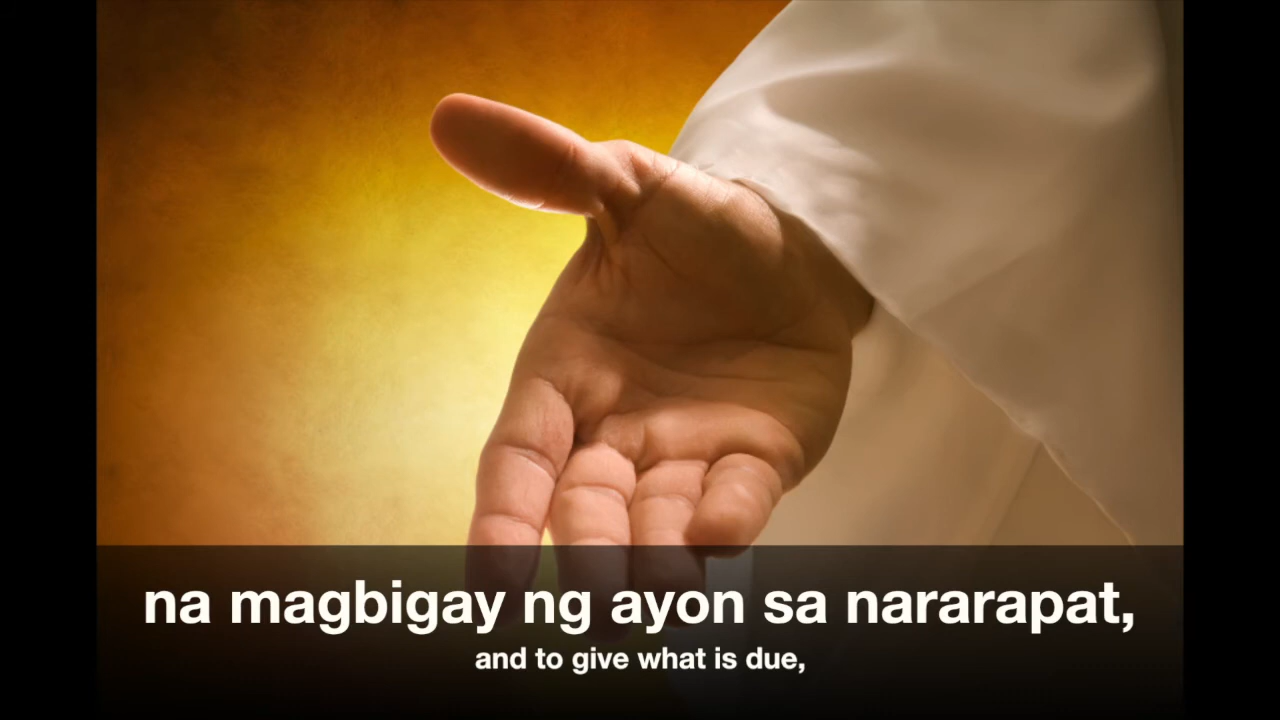 na magbigay ng ayon sa nararapat,
and to give what is due,